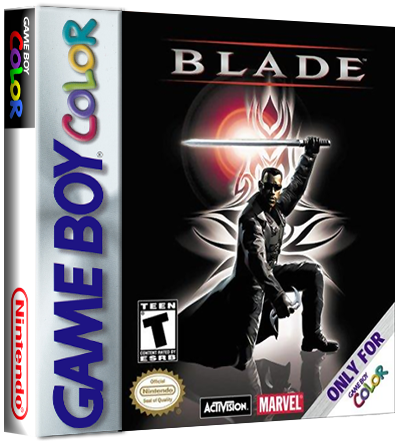 GAME BOY
COLOR
Nintendo
GAME BOY COLOR
BLADE™
TEEN
T
CONTENT RATED BY
ESRB
Official
Nintendo
Seal of Quality
ACTIVISION.
MARVEL
ONLY FOR
GAME BOY
COLOR